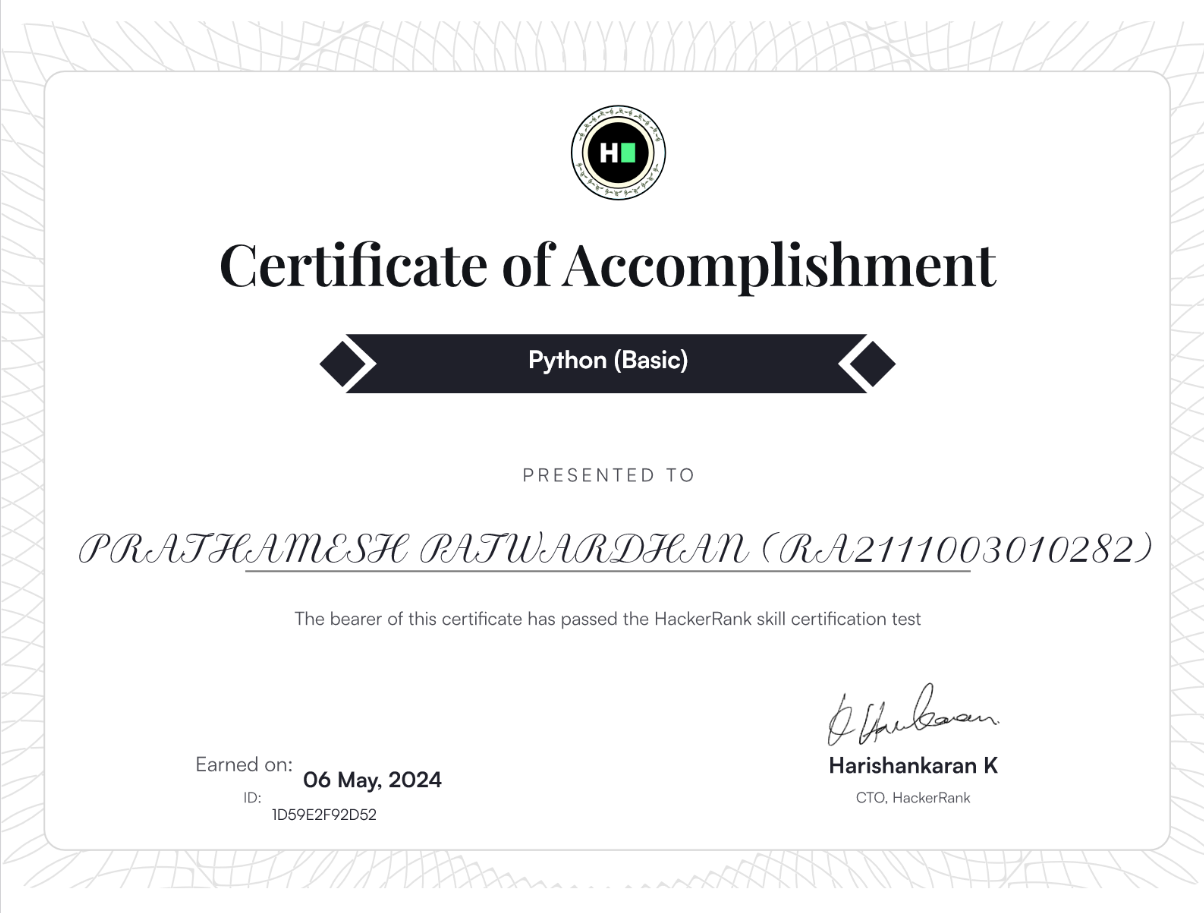 H
Certificate of Accomplishment
Python (Basic)
PRESENTED TO
PRATHAMESH PATWARDHAN (RA2111003010282)
The bearer of this certificate has passed the HackerRank skill certification test
Earned on: 06 May, 2024
ID: 1D59E2F92D52
Harishankaran K
CTO, HackerRank